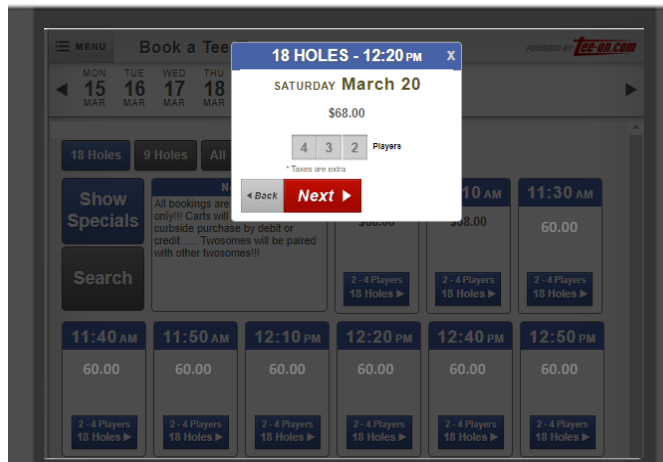 MENU
Book a Tee
POWERED BY tee-on.com
MON TUE WED THU
15 16 17 18
MAR MAR MAR MAR
18 HOLES - 12:20 PM X
SATURDAY March 20
$68.00
4 3 2 Players
* Taxes are extra
Back Next
18 Holes 9 Holes All
Show Specials
Search
All bookings are
only!!! Carts will
curbside purchase by debit or
credit..... Twosomes will be paired
with other twosomes!!!
$68.00
2 - 4 Players
18 Holes
10 AM
$68.00
2 - 4 Players
18 Holes
11:30 AM
60.00
2 - 4 Players
18 Holes
11:40 AM 11:50 AM 12:10 PM 12:20 PM 12:40 PM 12:50 PM
60.00 60.00 60.00 60.00 60.00 60.00
2 - 4 Players 2 - 4 Players 2 - 4 Players 2 - 4 Players 2 - 4 Players 2 - 4 Players
18 Holes 18 Holes 18 Holes 18 Holes 18 Holes 18 Holes